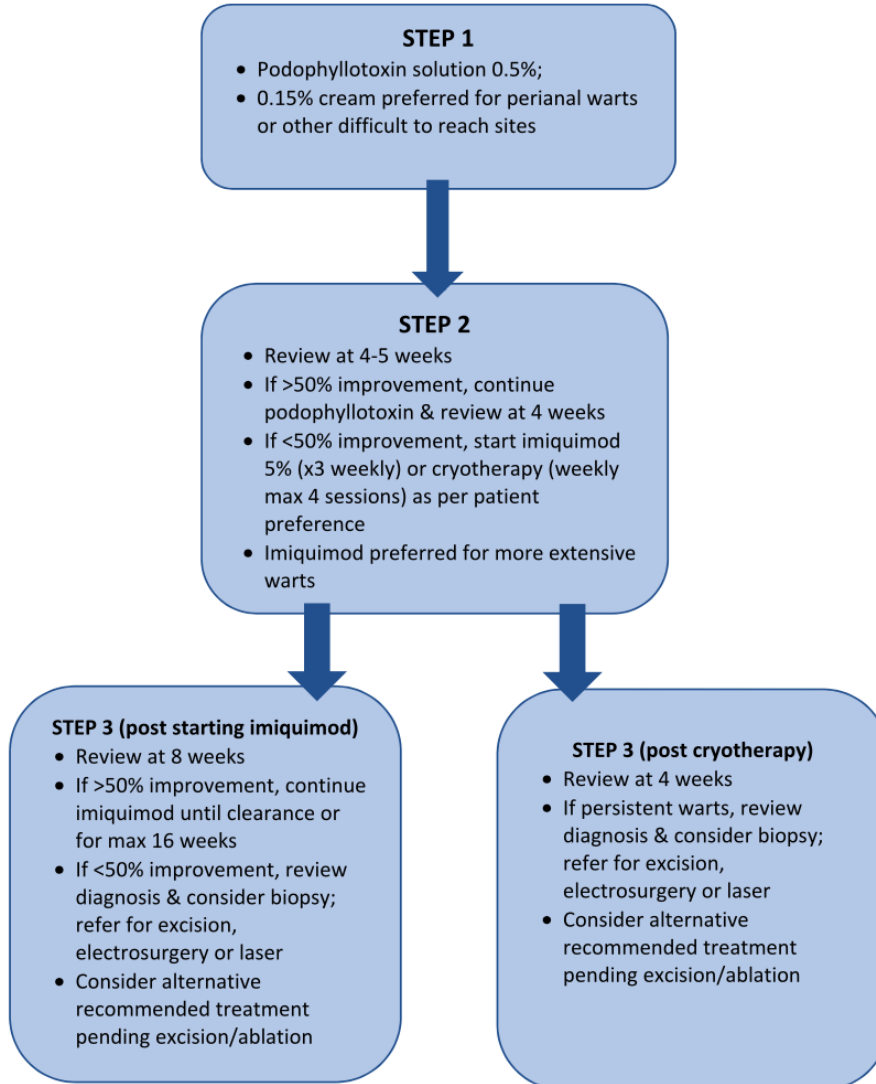 STEP 1
• Podophyllotoxin solution 0.5%;
• 0.15% cream preferred for perianal warts
or other difficult to reach sites
STEP 2
• Review at 4-5 weeks
• If >50% improvement, continue
podophyllotoxin & review at 4 weeks
• If <50% improvement, start imiquimod
5% (x3 weekly) or cryotherapy (weekly
max 4 sessions) as per patient
preference
• Imiquimod preferred for more extensive
warts
STEP 3 (post starting imiquimod)
• Review at 8 weeks
• If >50% improvement, continue
imiquimod until clearance or
for max 16 weeks
• If <50% improvement, review
diagnosis & consider biopsy;
refer for excision,
electrosurgery or laser
• Consider alternative
recommended treatment
pending excision/ablation
STEP 3 (post cryotherapy)
• Review at 4 weeks
• If persistent warts, review
diagnosis & consider biopsy;
refer for excision,
electrosurgery or laser
• Consider alternative
recommended treatment
pending excision/ablation